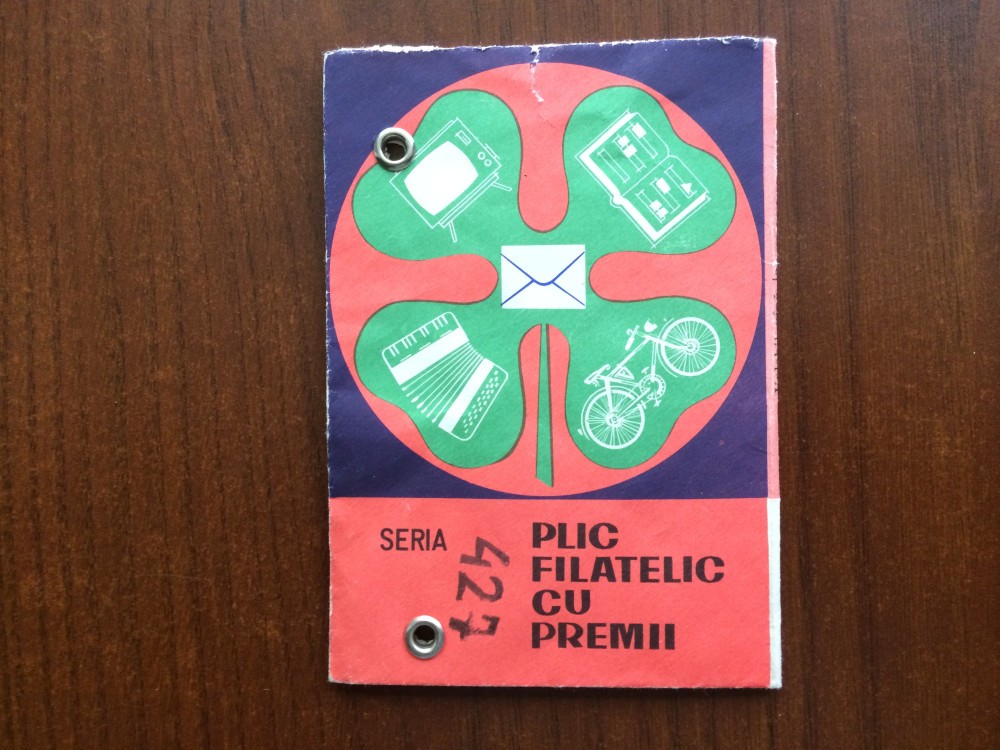 SERIA
427
PLIC
FILATELIC
CU
PREMII